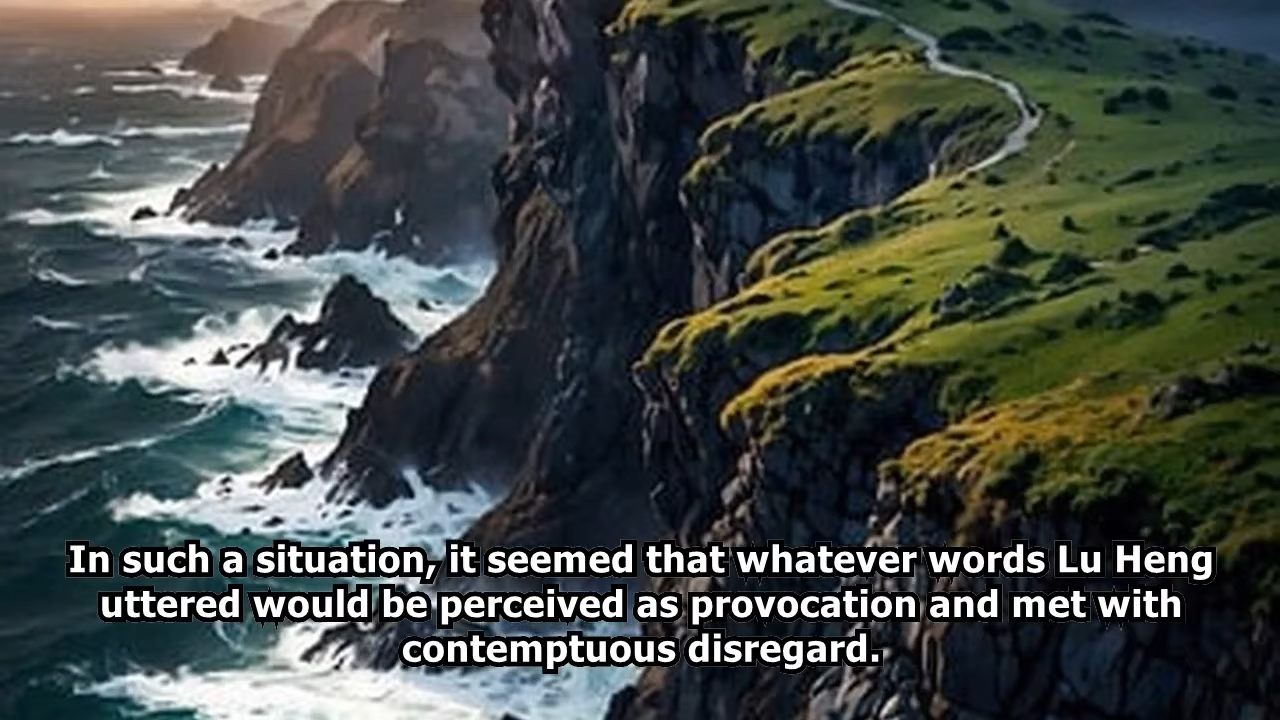 In such a situation, it seemed that whatever words Lu Heng
uttered would be perceived as provocation and met with
contemptuous disregard.